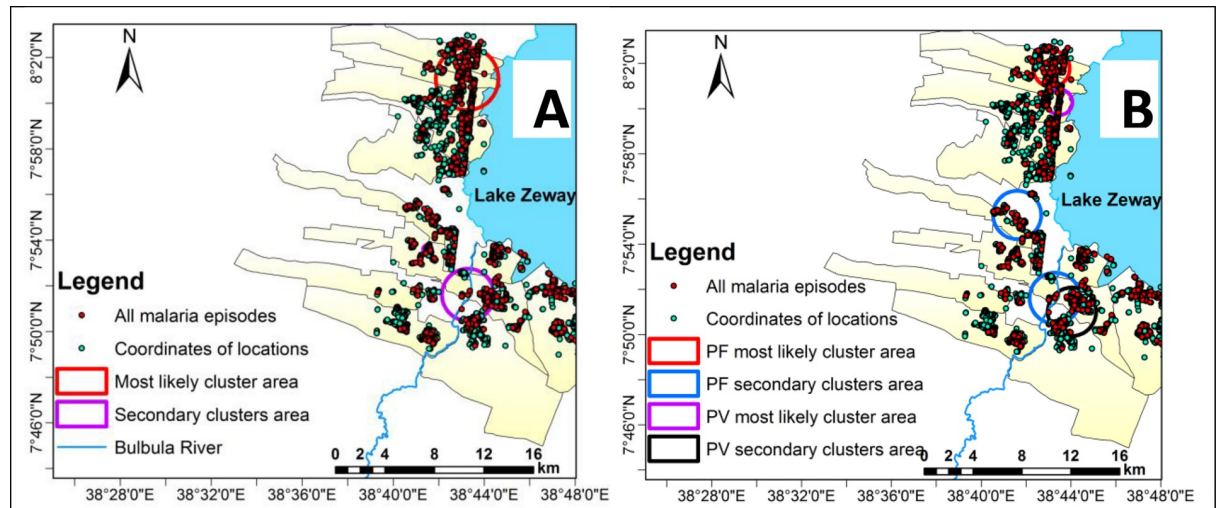 N
A
8°2'0"N
7°58'0"N
7°54'0"N
7°50'0"N
7°46'0"N
Lake Zeway
Legend
All malaria episodes
Coordinates of locations
Most likely cluster area
Secondary clusters area
Bulbula River
0 2 4 8 12 16
km
38°28'0"E 38°32'0"E 38°36'0"E 38°40'0"E 38°44'0"E 38°48'0"E
N
B
8°2'0"N
7°58'0"N
7°54'0"N
7°50'0"N
7°46'0"N
Lake Zeway
Legend
All malaria episodes
Coordinates of locations
PF most likely cluster area
PF secondary clusters area
PV most likely cluster area
PV secondary clusters area
0 2 4 8 12 16
km
38°28'0"E 38°32'0"E 38°36'0"E 38°40'0"E 38°44'0"E 38°48'0"E